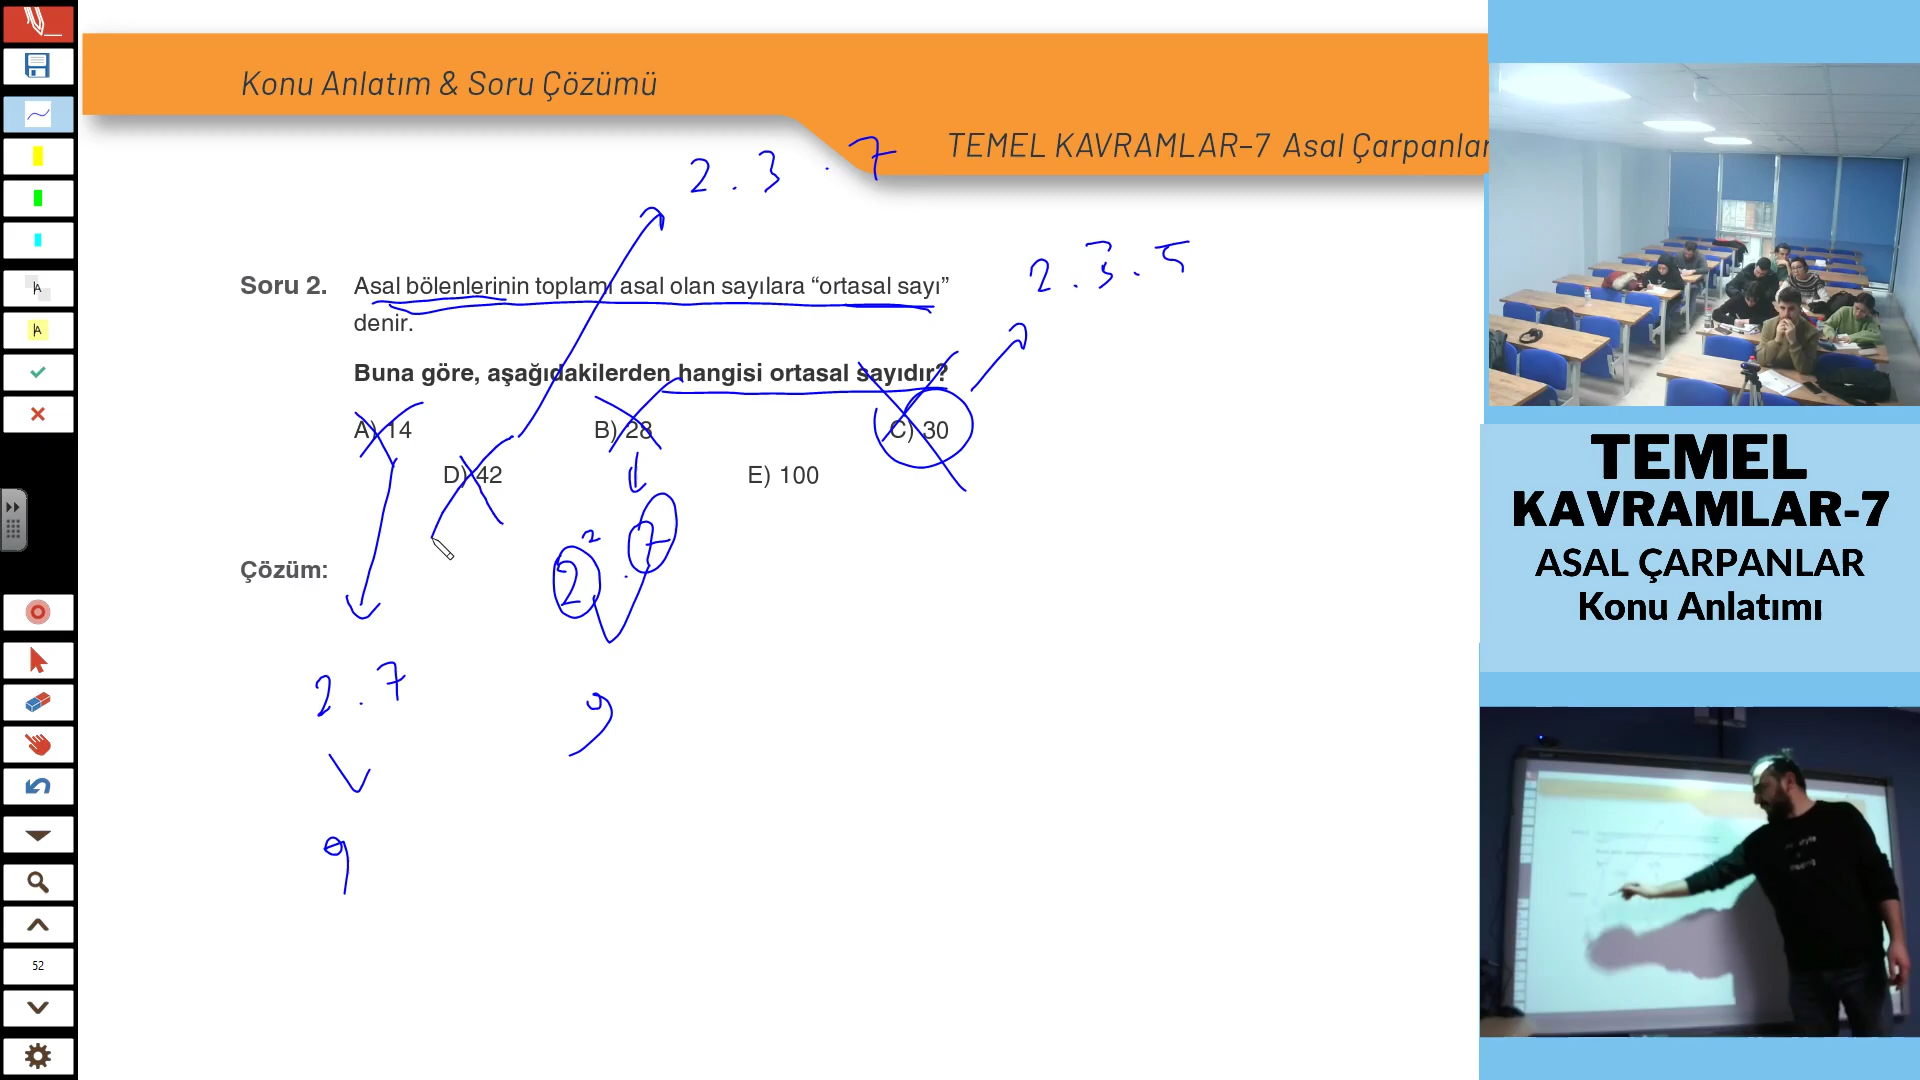 Konu Anlatım & Soru Çözümü
TEMEL KAVRAMLAR-7 Asal Çarpanlar
2 . 3 . 7
2 . 3 . 5
Soru 2. Asal bölenlerinin toplamı asal olan sayılara “ortasal sayı”
denir.
Buna göre, aşağıdakilerden hangisi ortasal sayıdır?
A) 14 B) 28 C) 30
D) 42 E) 100
Çözüm:
2² . 7
2 . 7
9
9
52
TEMEL
KAVRAMLAR-7
ASAL ÇARPANLAR
Konu Anlatımı